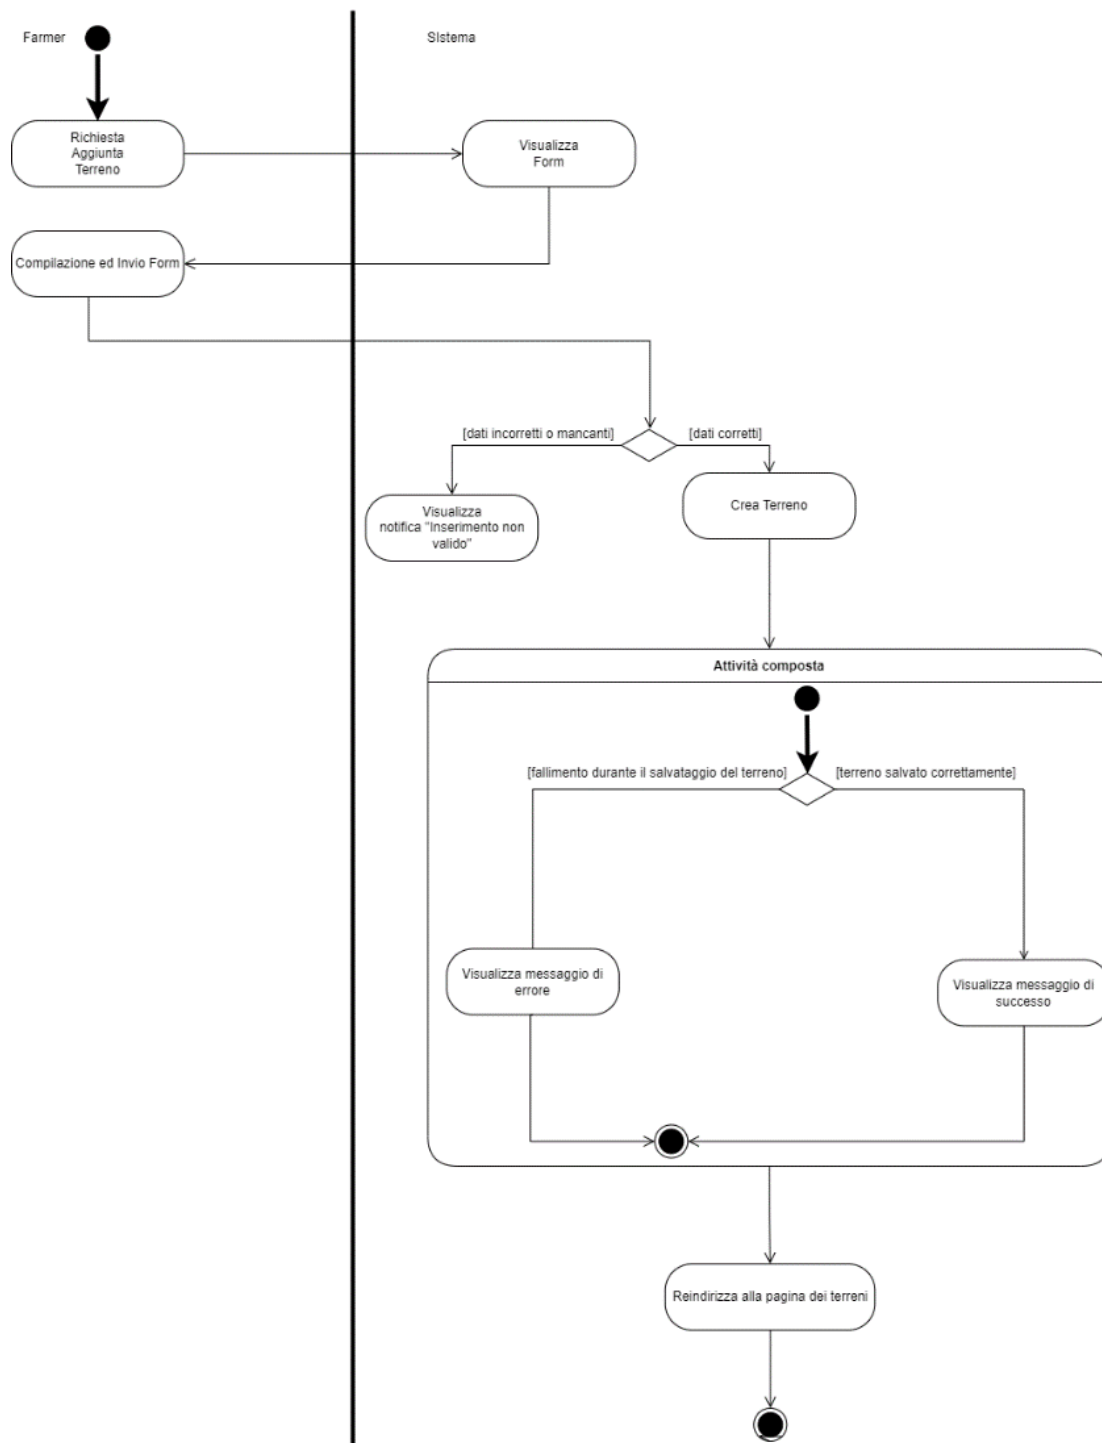 Farmer
SIstema
Richiesta
Aggiunta
Terreno
Visualizza
Form
Compilazione ed Invio Form
[dati incorretti o mancanti]
[dati corretti]
Visualizza
notifica "Inserimento non
valido"
Crea Terreno
Attività composta
[fallimento durante il salvataggio del terreno]
[terreno salvato correttamente]
Visualizza messaggio di
errore
Visualizza messaggio di
successo
Reindirizza alla pagina dei terreni